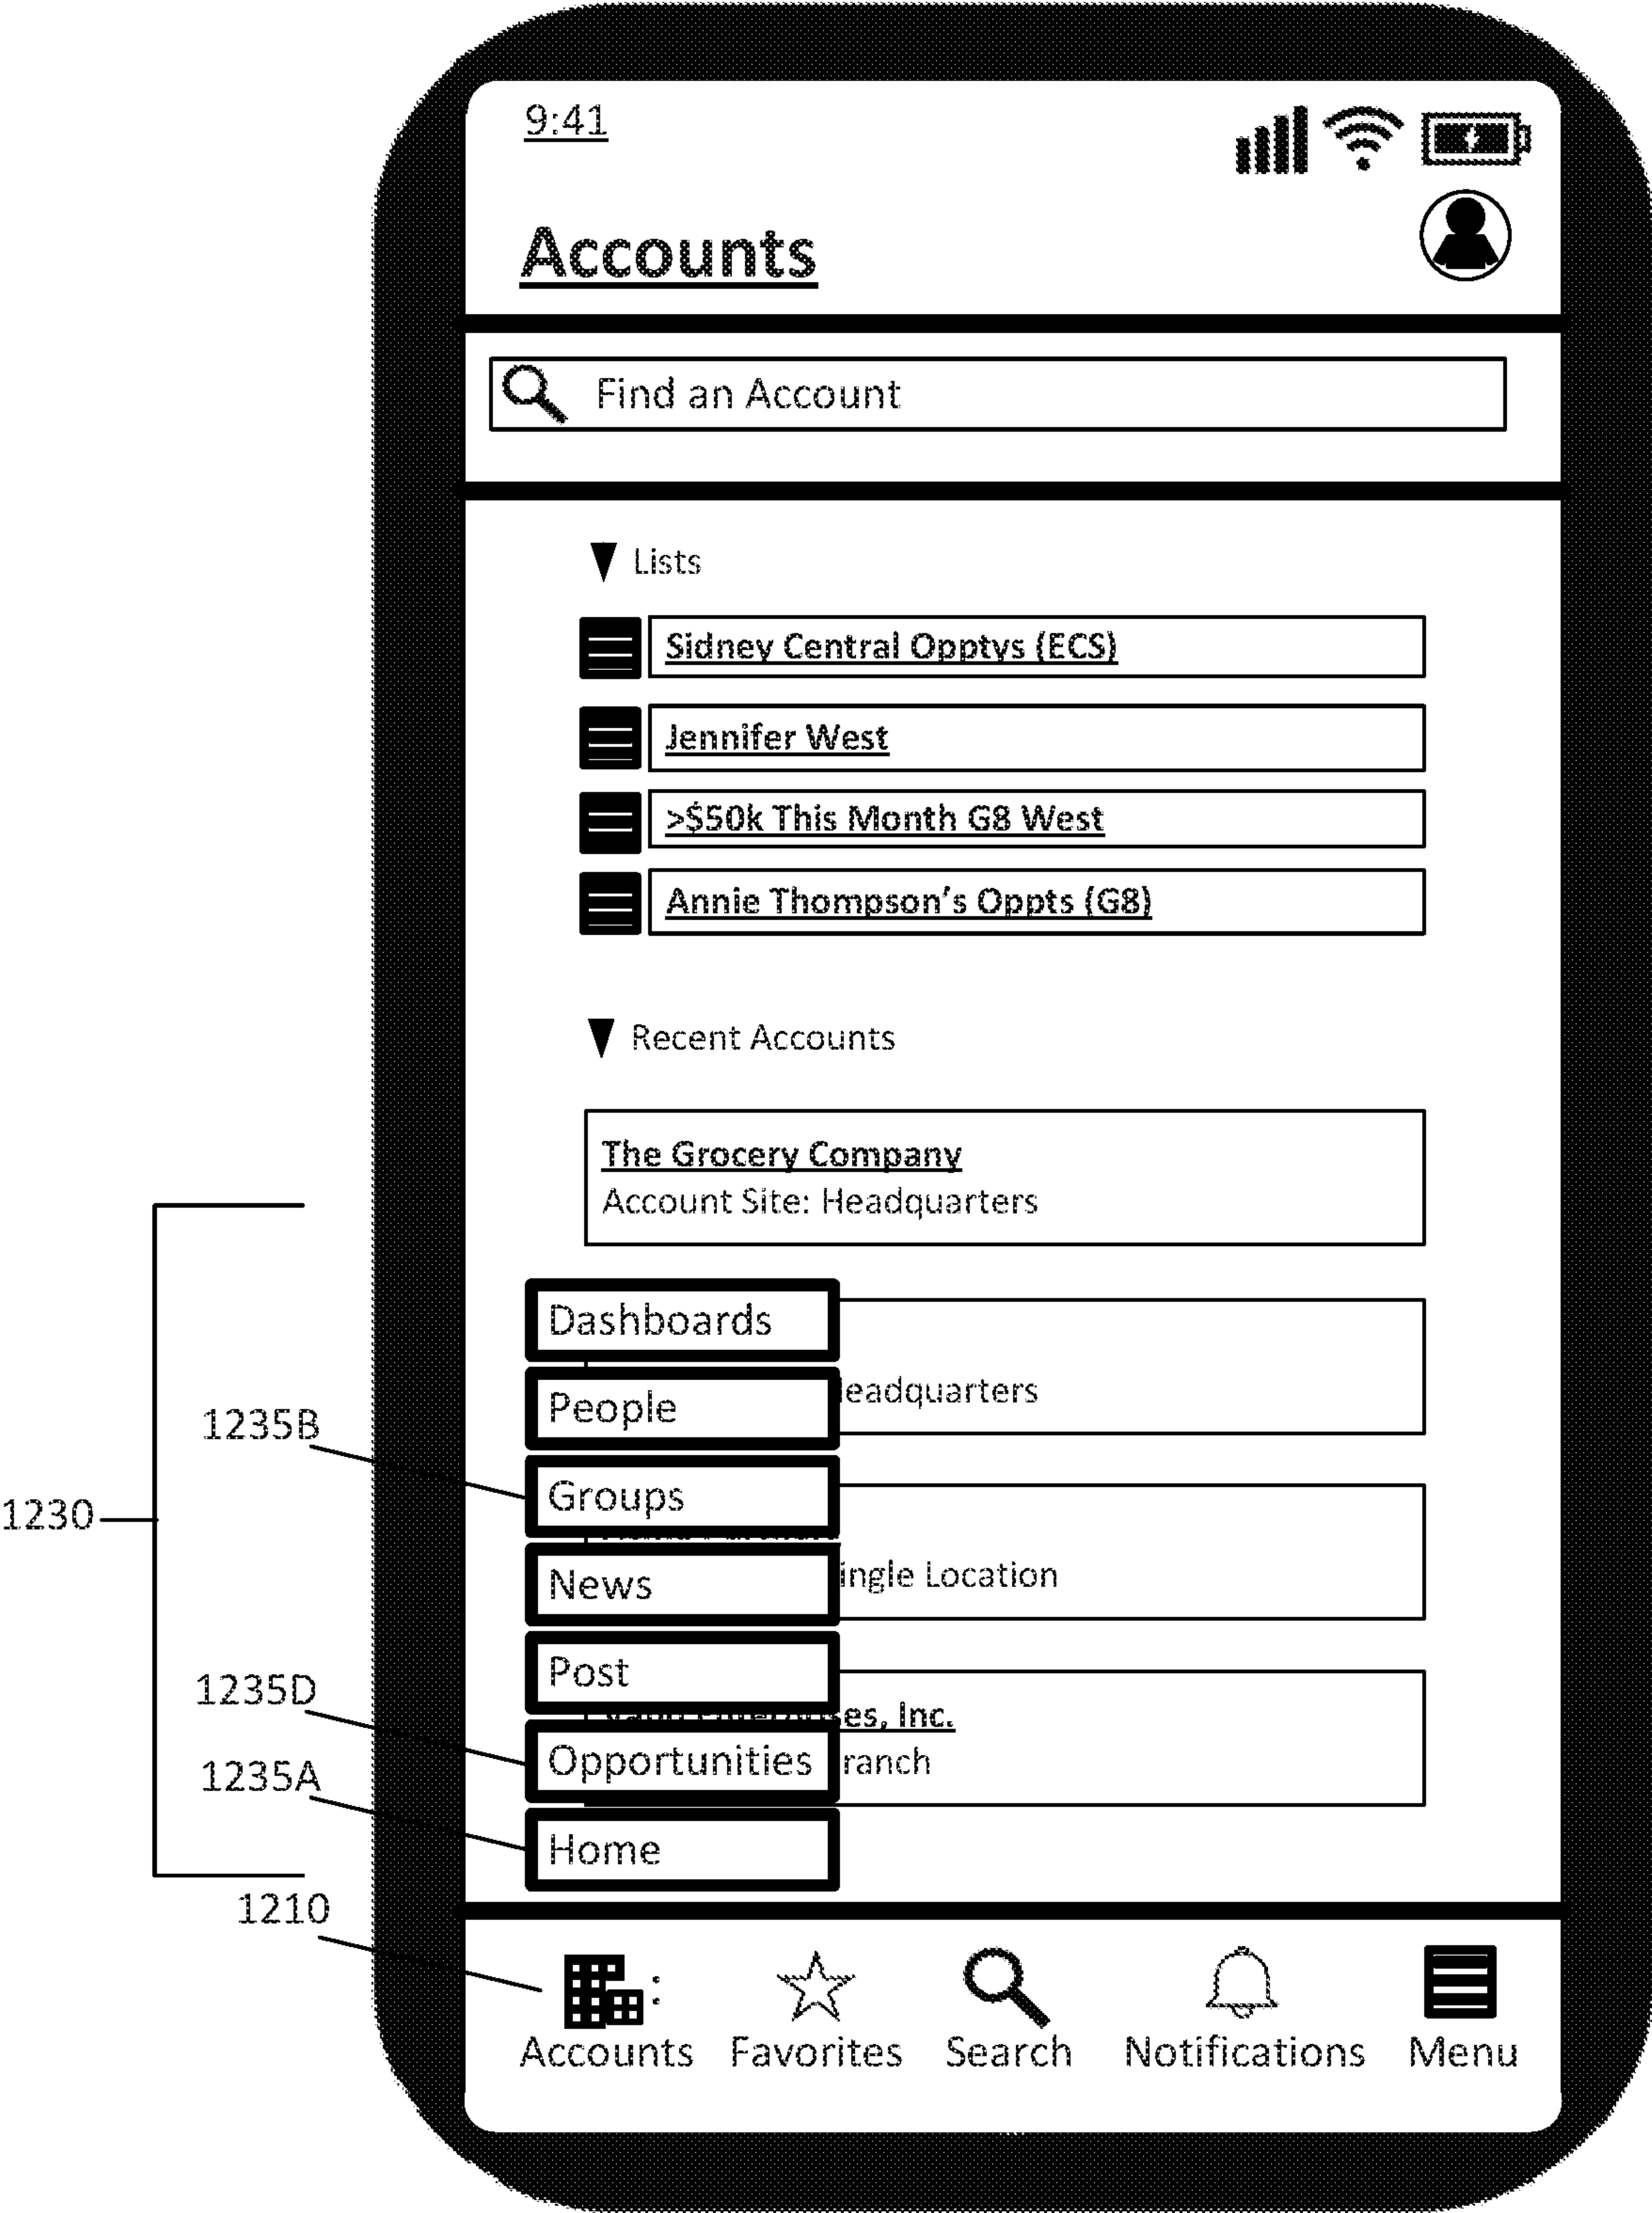 9:41
Accounts
Find an Account
Lists
Sidney Central Opptys (ECS)
Jennifer West
>$50k This Month G8 West
Annie Thompson's Oppts (G8)
Recent Accounts
The Grocery Company
Account Site: Headquarters
Dashboards
eadquarters
People
1235B
Groups
1230
News
ingle Location
Post
1235D
es, Inc.
Opportunities
ranch
1235A
Home
1210
Accounts Favorites Search Notifications Menu